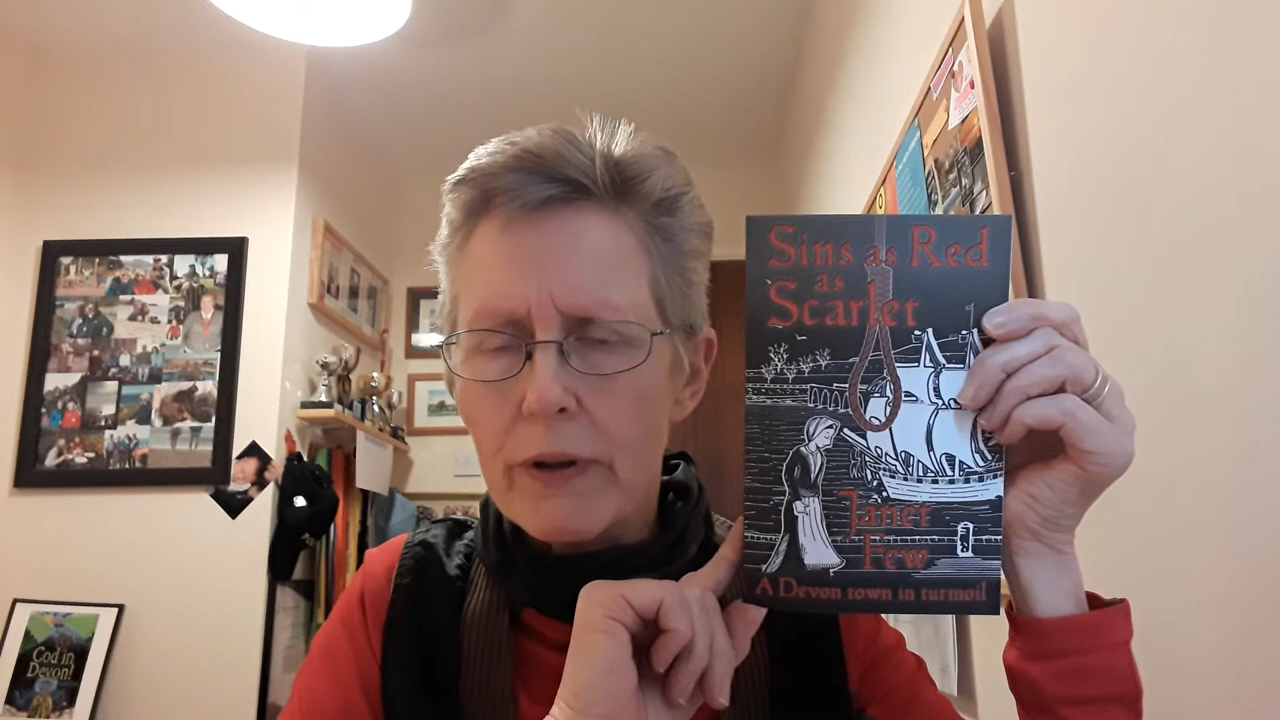 Sins as Red
as
Scarlet
Janet
Few
A Devon town in turmoil
Cod in
Devon!